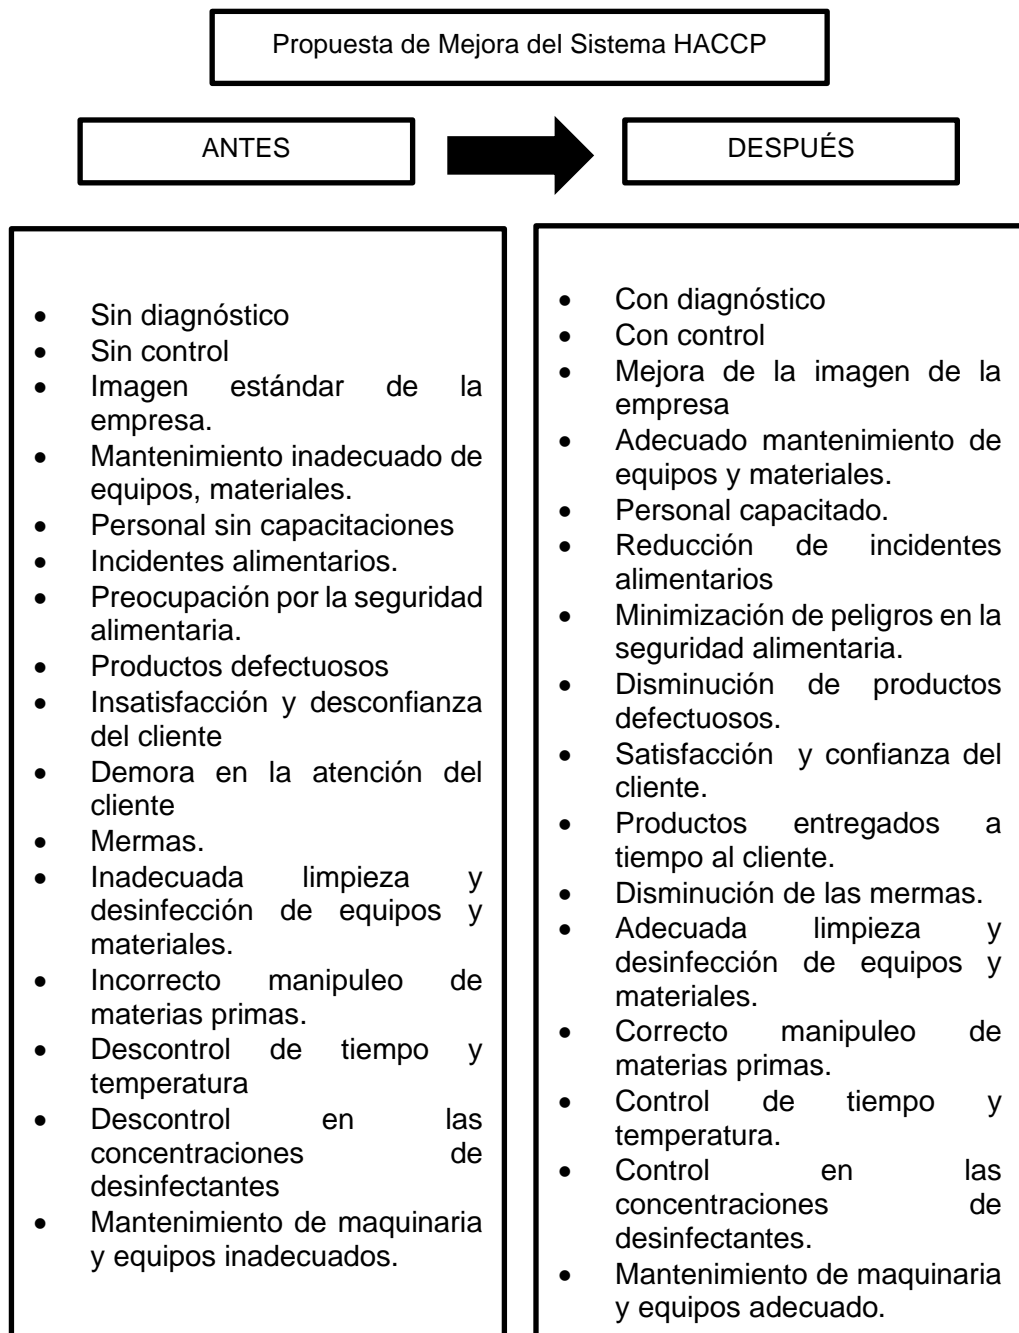 Propuesta de Mejora del Sistema HACCP
ANTES
DESPUÉS
• Sin diagnóstico
• Sin control
• Imagen estándar de la
empresa.
• Mantenimiento inadecuado de
equipos, materiales.
• Personal sin capacitaciones
• Incidentes alimentarios.
• Preocupación por la seguridad
alimentaria.
• Productos defectuosos
• Insatisfacción y desconfianza
del cliente
• Demora en la atención del
cliente
• Mermas.
• Inadecuada limpieza y
desinfección de equipos y
materiales.
• Incorrecto manipuleo de
materias primas.
• Descontrol de tiempo y
temperatura
• Descontrol en las
concentraciones de
desinfectantes
• Mantenimiento de maquinaria
y equipos inadecuados.
• Con diagnóstico
• Con control
• Mejora de la imagen de la
empresa
• Adecuado mantenimiento de
equipos y materiales.
• Personal capacitado.
• Reducción de incidentes
alimentarios
• Minimización de peligros en la
seguridad alimentaria.
• Disminución de productos
defectuosos.
• Satisfacción y confianza del
cliente.
• Productos entregados a
tiempo al cliente.
• Disminución de las mermas.
• Adecuada limpieza y
desinfección de equipos y
materiales.
• Correcto manipuleo de
materias primas.
• Control de tiempo y
temperatura.
• Control en las
concentraciones de
desinfectantes.
• Mantenimiento de maquinaria
y equipos adecuado.